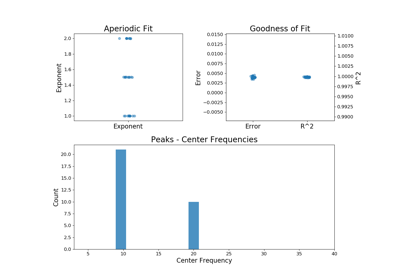 Aperiodic Fit
2.0
1.8
1.6
1.4
1.2
1.0
Exponent
Exponent
Goodness of Fit
0.0150
0.0125
0.0100
0.0075
0.0050
0.0025
0.0000
−0.0025
−0.0050
Error
Error
R^2
1.0100
1.0075
1.0050
1.0025
1.0000
0.9975
0.9950
0.9925
0.9900
R^2
Peaks - Center Frequencies
20.0
17.5
15.0
12.5
10.0
7.5
5.0
2.5
0.0
Count
5 10 15 20 25 30 35 40
Center Frequency